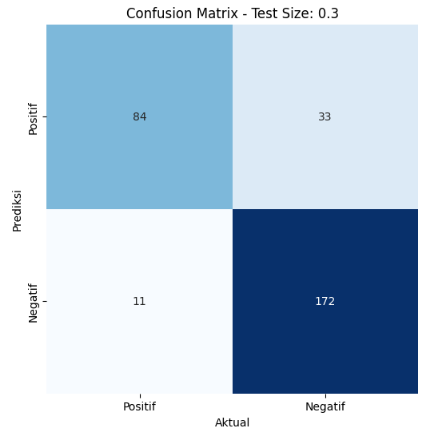 Confusion Matrix - Test Size: 0.3
Prediksi
Positif
84
33
Negatif
11
172
Positif
Negatif
Aktual